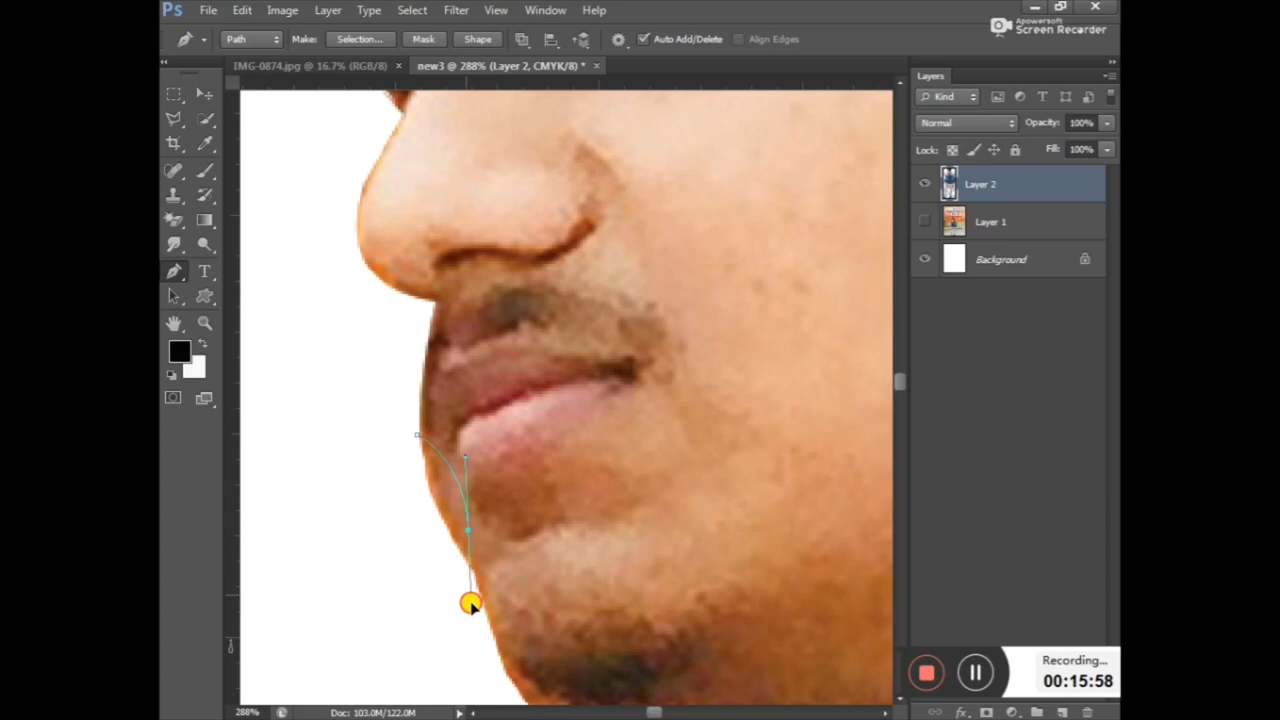 Ps File Edit Image Layer Type Select Filter View Window Help
Apowersoft
Screen Recorder
Path Make: Selection... Mask Shape Auto Add/Delete Align Edges
IMG-0874.jpg @ 16.7% (RGB/8) × new3 @ 288% (Layer 2, CMYK/8) * ×
Layers
Kind
Normal Opacity: 100%
Lock: Fill: 100%
Layer 2
Layer 1
Background
Recording...
00:15:58
288% Doc: 103.0M/122.0M